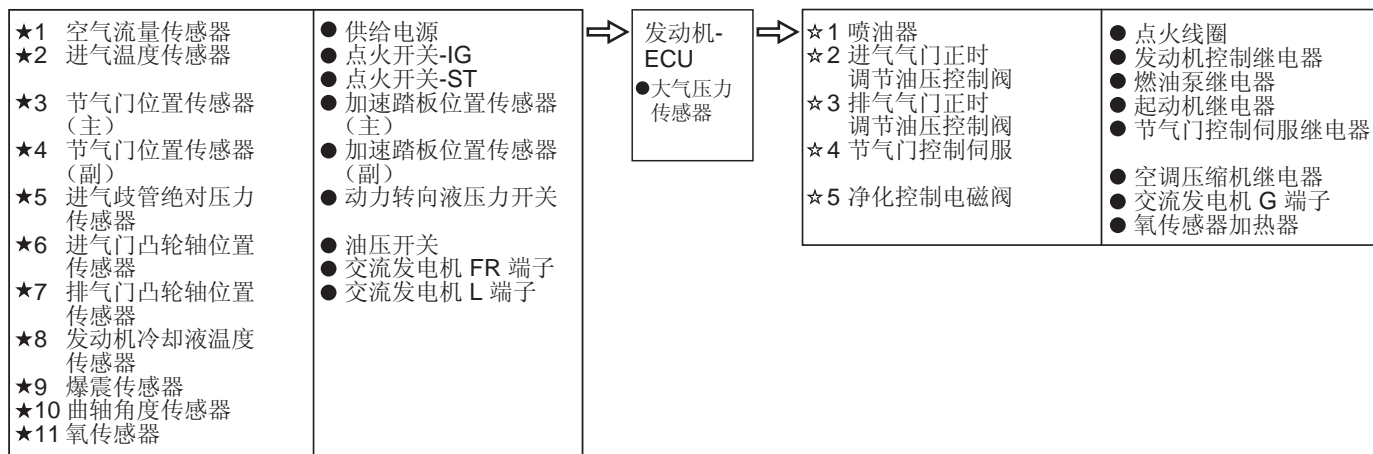 ★1 空气流量传感器
★2 进气温度传感器
★3 节气门位置传感器
（主）
★4 节气门位置传感器
（副）
★5 进气歧管绝对压力
传感器
★6 进气门凸轮轴位置
传感器
★7 排气门凸轮轴位置
传感器
★8 发动机冷却液温度
传感器
★9 爆震传感器
★10 曲轴角度传感器
★11 氧传感器
● 供给电源
● 点火开关-IG
● 点火开关-ST
● 加速踏板位置传感器
（主）
● 加速踏板位置传感器
（副）
● 动力转向液压力开关
● 油压开关
● 交流发电机 FR 端子
● 交流发电机 L 端子
发动机-
ECU
●大气压力
传感器
☆1 喷油器
☆2 进气气门正时
调节油压控制阀
☆3 排气气门正时
调节油压控制阀
☆4 节气门控制伺服
☆5 净化控制电磁阀
● 点火线圈
● 发动机控制继电器
● 燃油泵继电器
● 起动机继电器
● 节气门控制伺服继电器
● 空调压缩机继电器
● 交流发电机 G 端子
● 氧传感器加热器